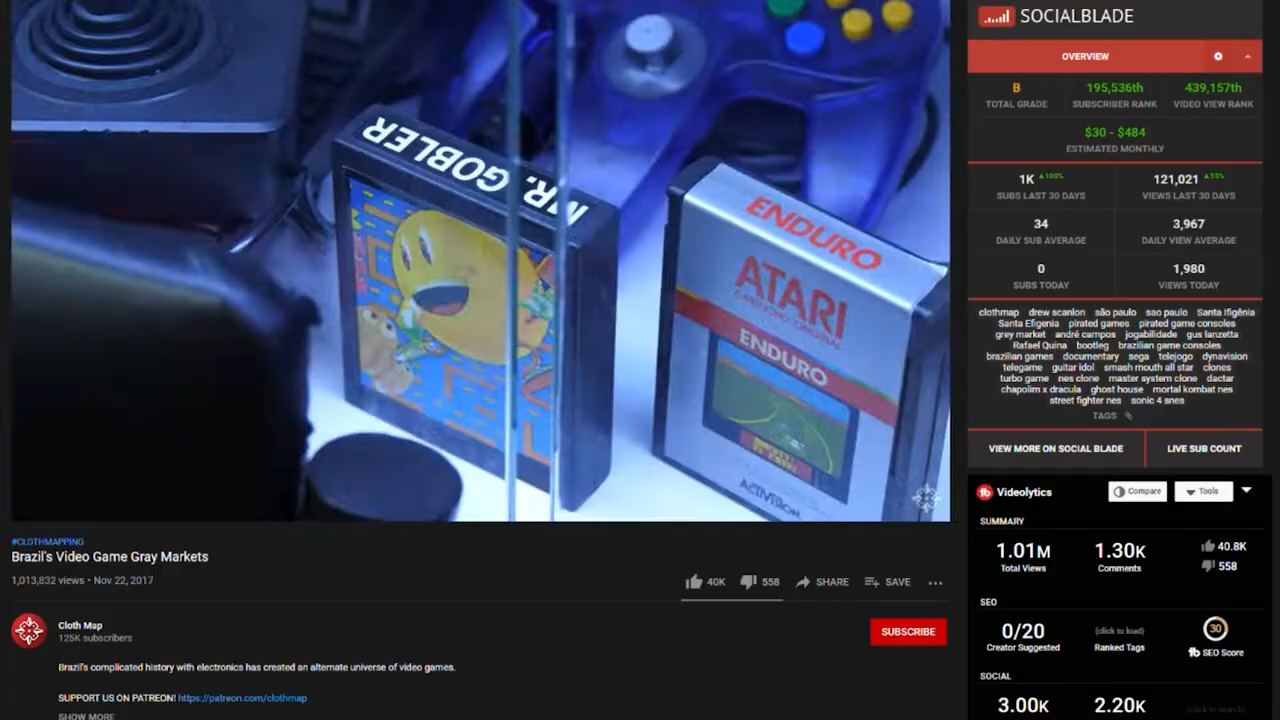 MR. GOBLER
ENDURO
ATARI
CARTUCHO ORIGINAL
ENDURO
ACTIVISION
#CLOTHMAPPING
Brazil's Video Game Gray Markets
1,013,832 views • Nov 22, 2017
40K
558
SHARE
SAVE
Cloth Map
125K subscribers
SUBSCRIBE
Brazil's complicated history with electronics has created an alternate universe of video games.
SUPPORT US ON PATREON! https://patreon.com/clothmap
SHOW MORE
SOCIALBLADE
OVERVIEW
B
TOTAL GRADE
195,536th
SUBSCRIBER RANK
439,157th
VIDEO VIEW RANK
$30 - $484
ESTIMATED MONTHLY
1K ▲100%
SUBS LAST 30 DAYS
121,021 ▲53%
VIEWS LAST 30 DAYS
34
DAILY SUB AVERAGE
3,967
DAILY VIEW AVERAGE
0
SUBS TODAY
1,980
VIEWS TODAY
clothmap drew scanlon são paulo sao paulo Santa Ifigênia
Santa Efigenia pirated games pirated game consoles
grey market andré campos jogabilidade gus lanzetta
Rafael Quina bootleg brazilian game consoles
brazilian games documentary sega telejogo dynavision
telegame guitar idol smash mouth all star clones
turbo game nes clone master system clone dactar
chapolim x dracula ghost house mortal kombat nes
street fighter nes sonic 4 snes
TAGS
VIEW MORE ON SOCIAL BLADE
LIVE SUB COUNT
tb Videolytics
Compare
Tools
SUMMARY
1.01M
Total Views
1.30K
Comments
40.8K
558
SEO
0/20
Creator Suggested
(click to load)
Ranked Tags
30
tb SEO Score
SOCIAL
3.00K
2.20K
(click to search)